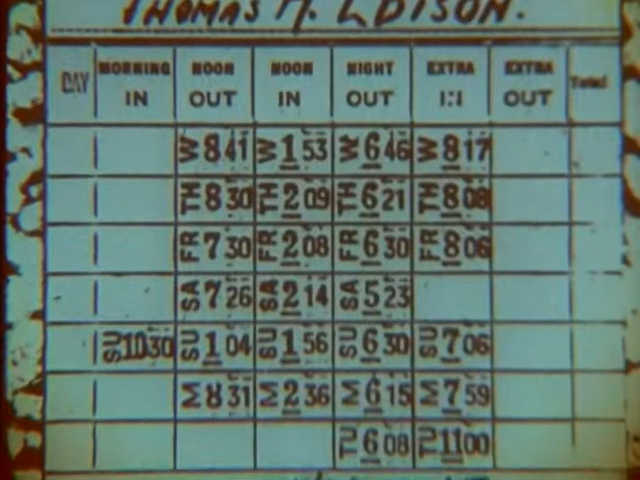 THOMAS A. EDISON.
DAY MORNING IN NOON OUT NOON IN NIGHT OUT EXTRA IN EXTRA OUT Total
W 8 41 W 1 53 W 6 46 W 8 17
TH 8 30 TH 2 09 TH 6 21 TH 8 08
FR 7 30 FR 2 08 FR 6 30 FR 8 06
SA 7 26 SA 2 14 SA 5 23
SU 10 30 SU 1 04 SU 1 56 SU 6 30 SU 7 06
M 8 31 M 2 36 M 6 15 M 7 59
TU 6 08 TU 11 00